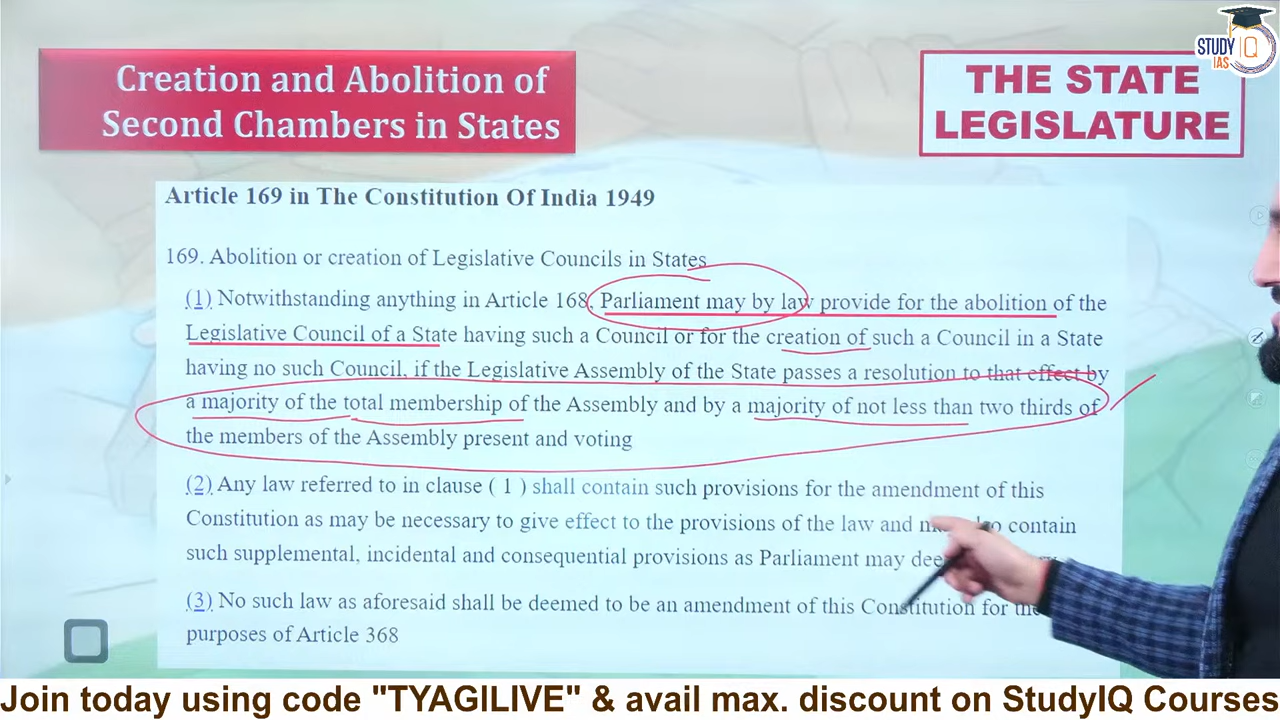 Creation and Abolition of
Second Chambers in States
THE STATE
LEGISLATURE
STUDY IQ
IAS
Article 169 in The Constitution Of India 1949
169. Abolition or creation of Legislative Councils in States
(1) Notwithstanding anything in Article 168, Parliament may by law provide for the abolition of the
Legislative Council of a State having such a Council or for the creation of such a Council in a State
having no such Council, if the Legislative Assembly of the State passes a resolution to that effect by
a majority of the total membership of the Assembly and by a majority of not less than two thirds of
the members of the Assembly present and voting
(2) Any law referred to in clause ( 1 ) shall contain such provisions for the amendment of this
Constitution as may be necessary to give effect to the provisions of the law and contain
such supplemental, incidental and consequential provisions as Parliament may
(3) No such law as aforesaid shall be deemed to be an amendment of this Constitution for the
purposes of Article 368
Join today using code "TYAGILIVE" & avail max. discount on StudyIQ Courses